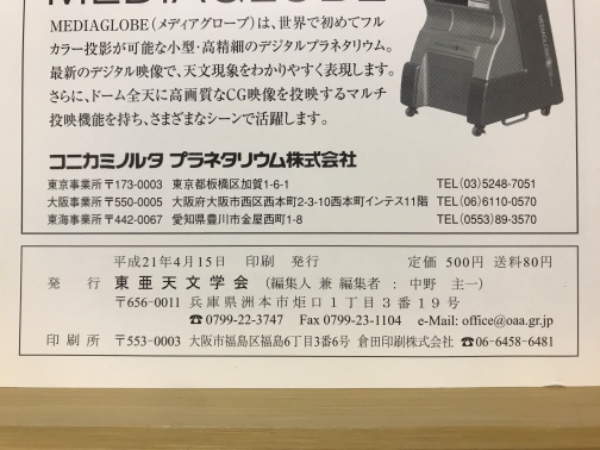 MEDIAGLOBE
MEDIAGLOBE(メディアグローブ)は、世界で初めてフル
カラー投影が可能な小型・高精細のデジタルプラネタリウム。
最新のデジタル映像で、天文現象をわかりやすく表現します。
さらに、ドーム全天に高画質なCG映像を投映するマルチ
投映機能を持ち、さまざまなシーンで活躍します。
コニカミノルタ プラネタリウム株式会社
東京事業所 〒173-0003 東京都板橋区加賀1-6-1 TEL(03)5248-7051
大阪事業所 〒550-0005 大阪府大阪市西区西本町2-3-10西本町インテス11階 TEL(06)6110-0570
東海事業所 〒442-0067 愛知県豊川市金屋西町1-8 TEL(0553)89-3570
平成21年4月15日 印刷 発行 定価 500円 送料80円
発 行 東亜天文学会 (編集人 兼 編集者 : 中野 主一)
〒656-0011 兵庫県洲本市炬口1丁目3番19号
☎0799-22-3747 Fax 0799-23-1104 e-Mail: office@oaa.gr.jp
印刷所 〒553-0003 大阪市福島区福島6丁目3番6号 倉田印刷株式会社 ☎06-6458-6481